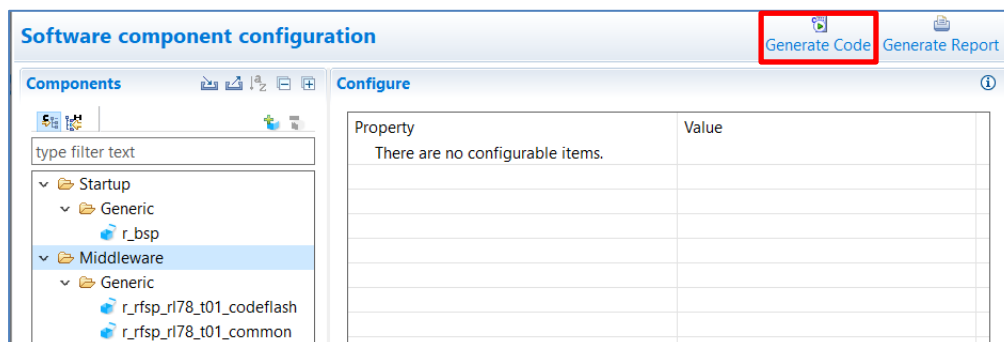 Software component configuration
Generate Code Generate Report
Components
Configure
type filter text
Property Value
There are no configurable items.
Startup
Generic
r_bsp
Middleware
Generic
r_rfsp_rl78_t01_codeflash
r_rfsp_rl78_t01_common